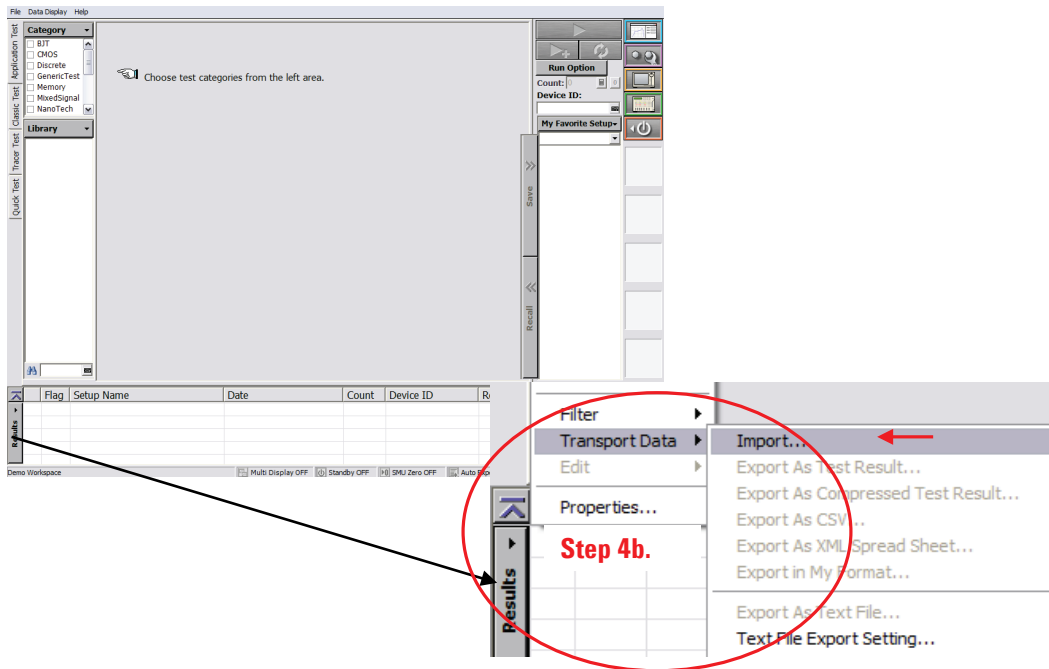 File Data Display Help
Application Test
Classic Test
Tracer Test
Quick Test
Category
BJT
CMOS
Discrete
GenericTest
Memory
MixedSignal
NanoTech
Library
Choose test categories from the left area.
Save
Recall
Run Option
Count: 0
Device ID:
My Favorite Setup
Results
Flag Setup Name Date Count Device ID
Demo Workspace Multi Display OFF Standby OFF SMU Zero OFF Auto
Filter
Transport Data
Edit
Properties...
Step 4b.
Results
Import...
Export As Test Result...
Export As Compressed Test Result...
Export As CSV...
Export As XML Spread Sheet...
Export in My Format...
Export As Text File...
Text File Export Setting...